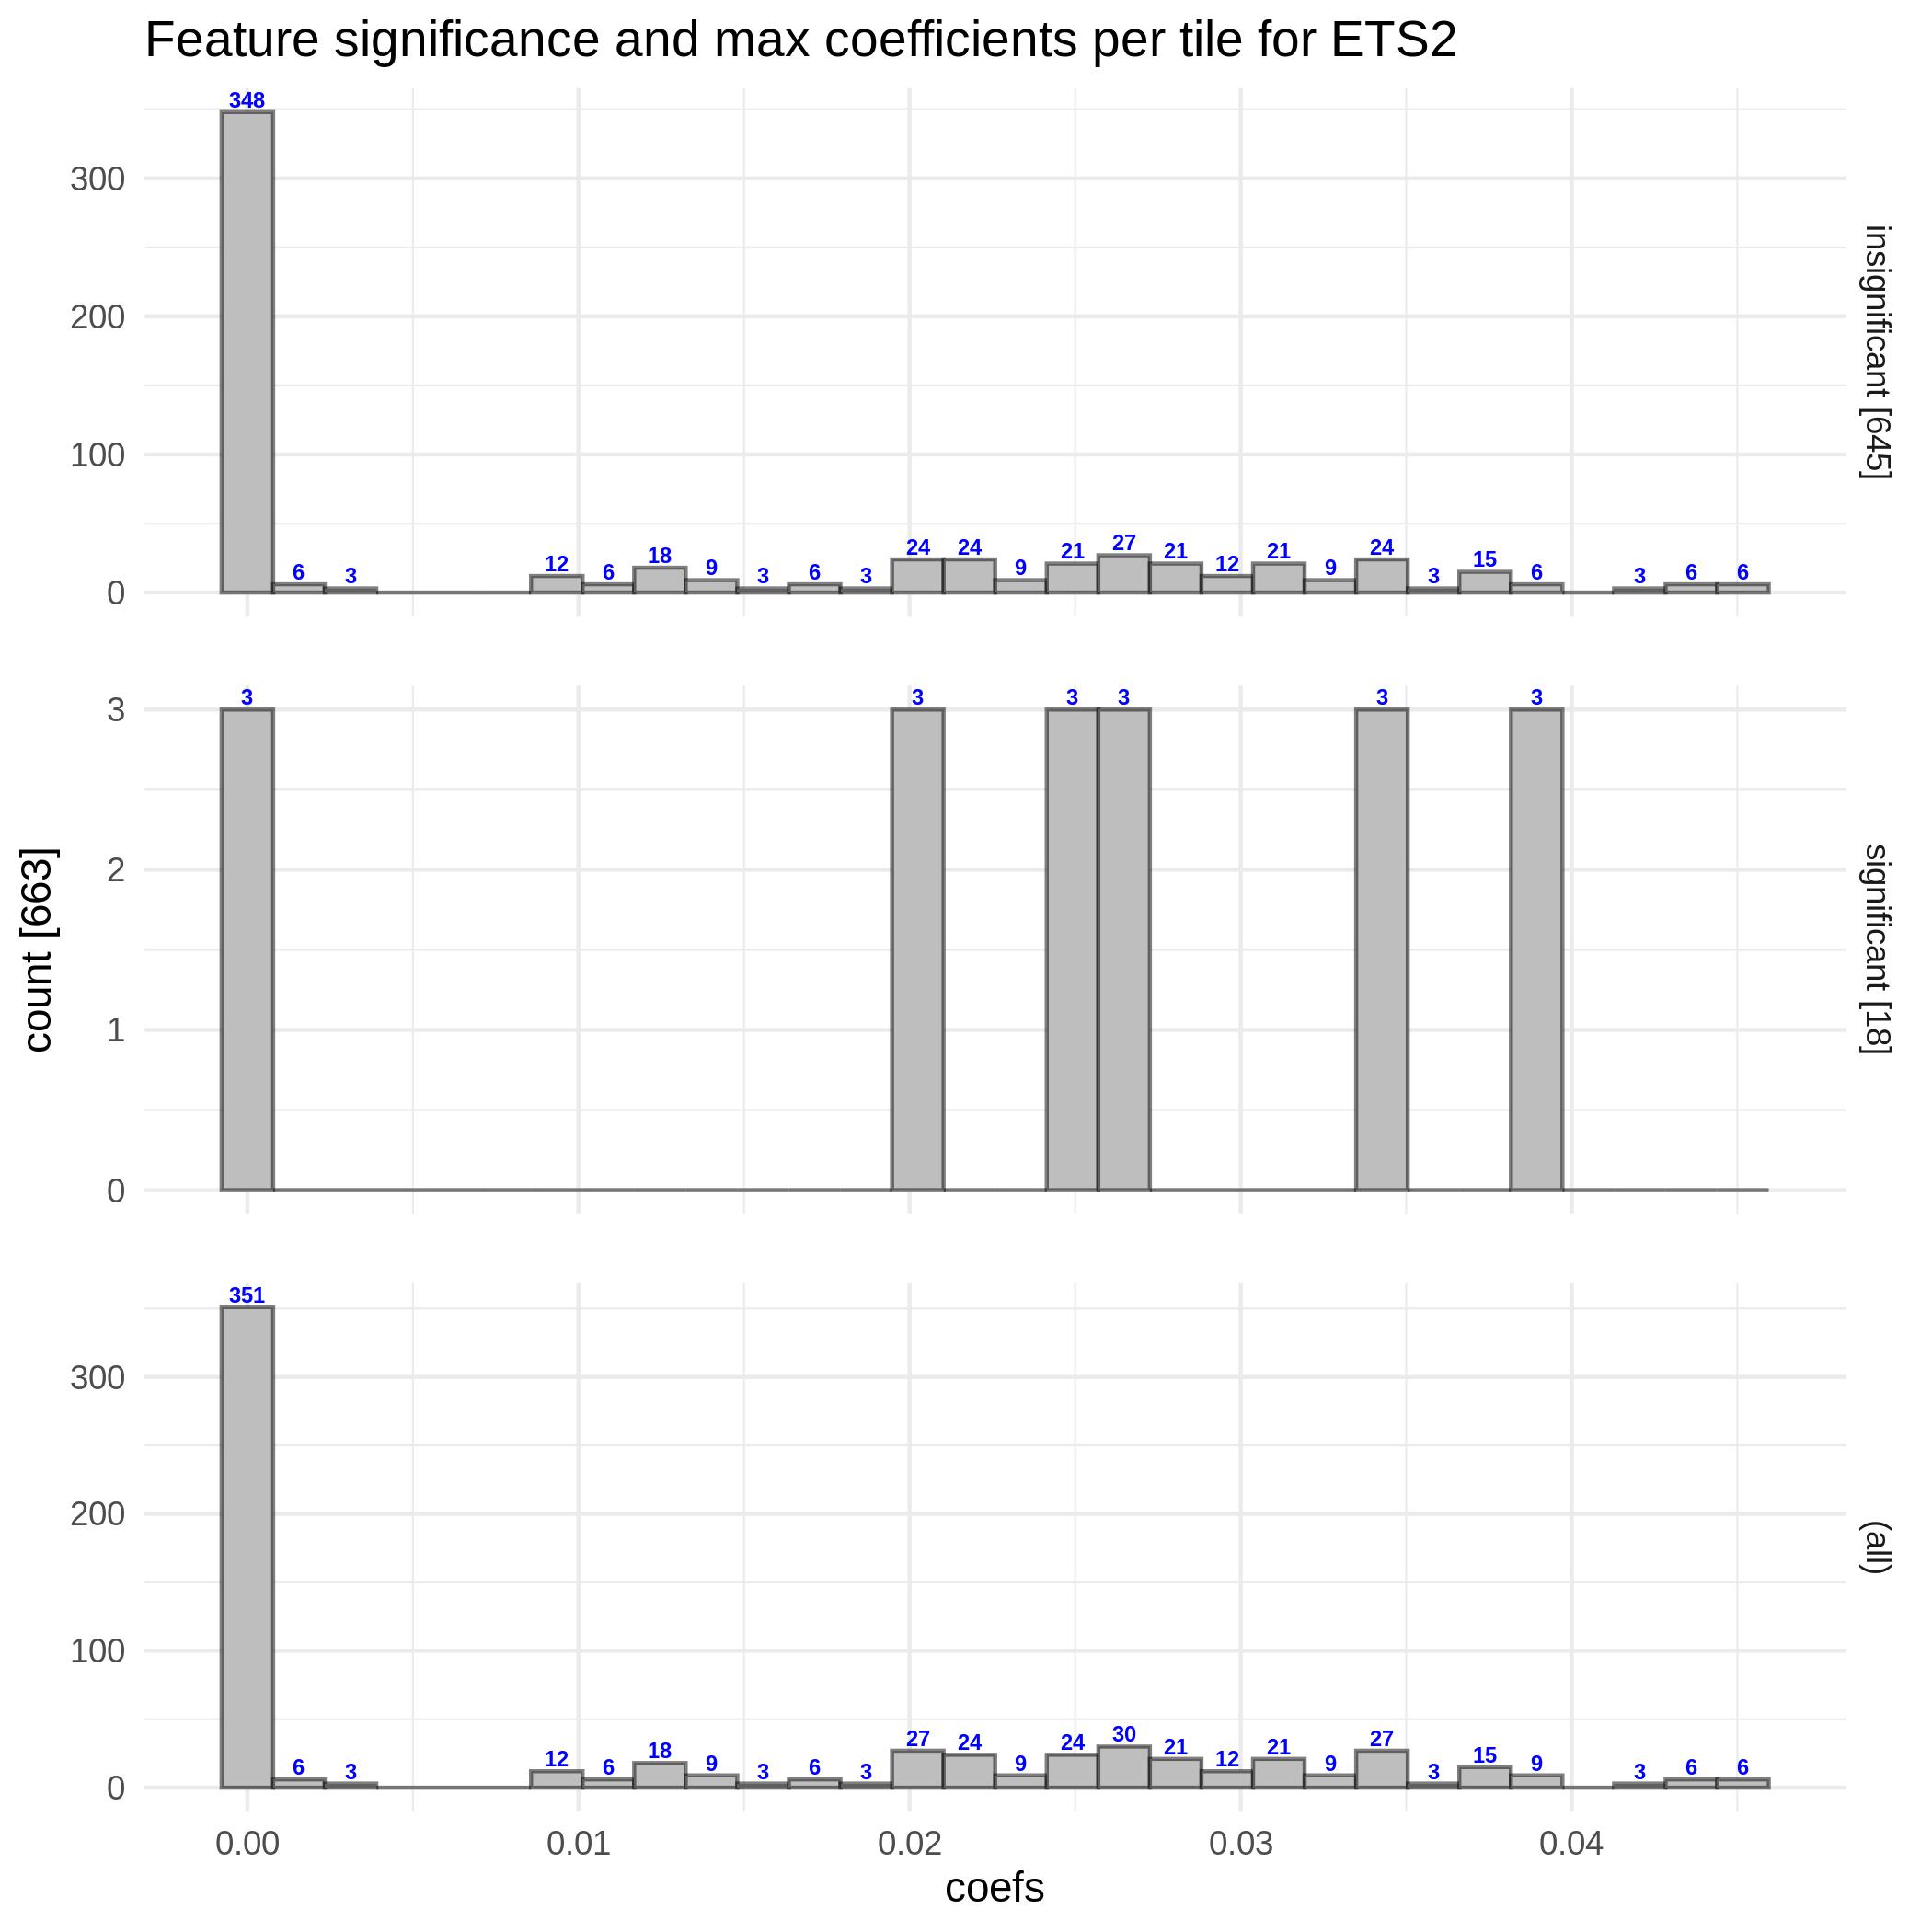 Feature significance and max coefficients per tile for ETS2
348
300
200
100
0
6 3 12 6 18 9 3 6 3 24 24 9 21 27 21 12 21 9 24 3 15 6 3 6 6
insignificant [645]
3 3 3 3 3 3
3
2
1
0
significant [18]
count [663]
351
300
200
100
0
6 3 12 6 18 9 3 6 3 27 24 9 24 30 21 12 21 9 27 3 15 9 3 6 6
(all)
0.00 0.01 0.02 0.03 0.04
coefs